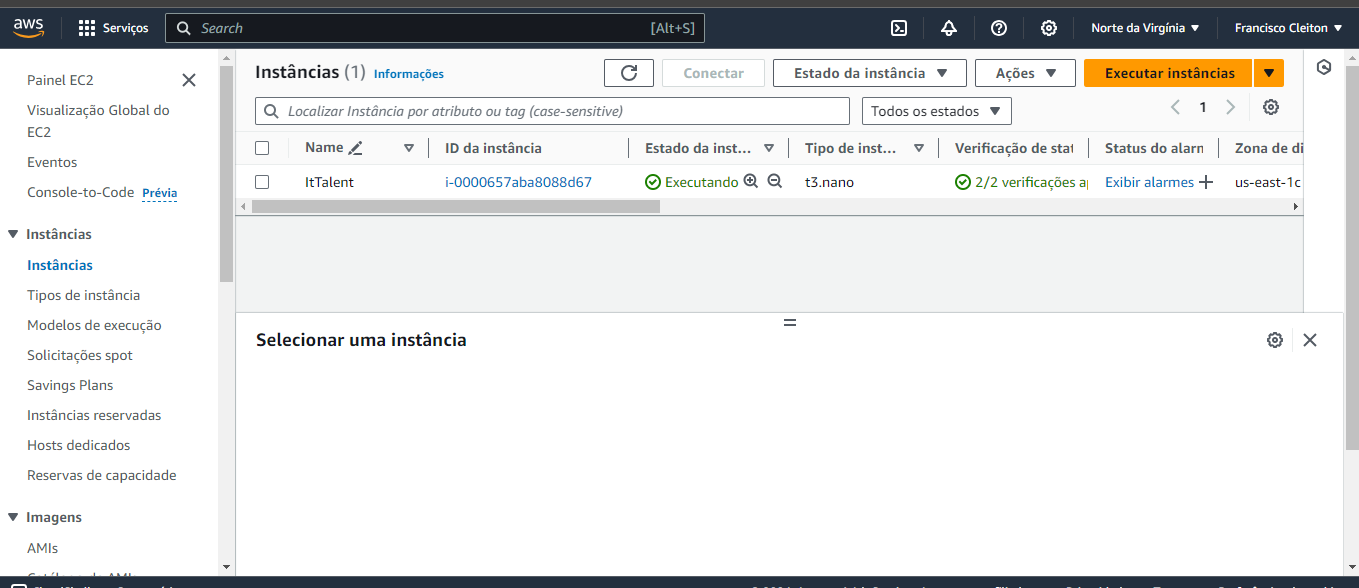 aws
Serviços
Search
[Alt+S]
Norte da Virgínia
Francisco Cleiton
Painel EC2
Visualização Global do
EC2
Eventos
Console-to-Code Prévia
Instâncias
Instâncias
Tipos de instância
Modelos de execução
Solicitações spot
Savings Plans
Instâncias reservadas
Hosts dedicados
Reservas de capacidade
Imagens
AMIs
Instâncias (1) Informações
Conectar
Estado da instância
Ações
Executar instâncias
Localizar Instância por atributo ou tag (case-sensitive)
Todos os estados
1
Name
ID da instância
Estado da inst...
Tipo de inst...
Verificação de stat
Status do alarn
Zona de di
ItTalent
i-0000657aba8088d67
Executando
t3.nano
2/2 verificações a
Exibir alarmes
us-east-1c
Selecionar uma instância